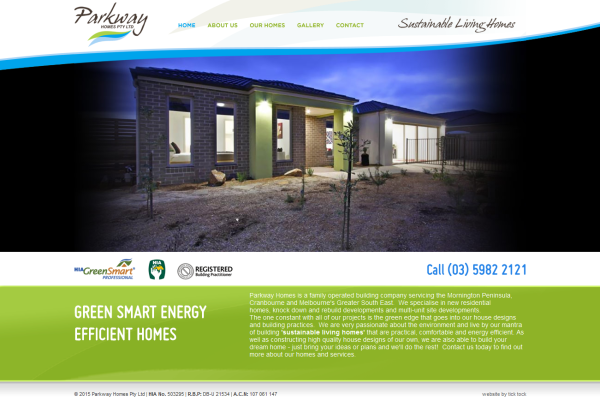 Parkway
HOMES PTY LTD
HOME
ABOUT US
OUR HOMES
GALLERY
CONTACT
Sustainable Living Homes
HIA GreenSmart
PROFESSIONAL
HIA
REGISTERED
Building Practitioner
Call (03) 5982 2121
GREEN SMART ENERGY
EFFICIENT HOMES
Parkway Homes is a family operated building company servicing the Mornington Peninsula,
Cranbourne and Melbourne's Greater South East. We specialise in new residential
homes, knock down and rebuild developments and multi-unit site developments.
The one constant with all of our projects is the green edge that goes into our house designs
and building practices. We are very passionate about the environment and live by our mantra
of building 'sustainable living homes' that are practical, comfortable and energy efficient. As
well as constructing high quality house designs of our own, we are also able to build your
dream home - just bring your ideas or plans and we'll do the rest! Contact us today to find out
more about our homes and services.
© 2015 Parkway Homes Pty Ltd | HIA No. 503295 | R.B.P: DB-U 21534 | A.C.N: 107 061 147
website by tick tock